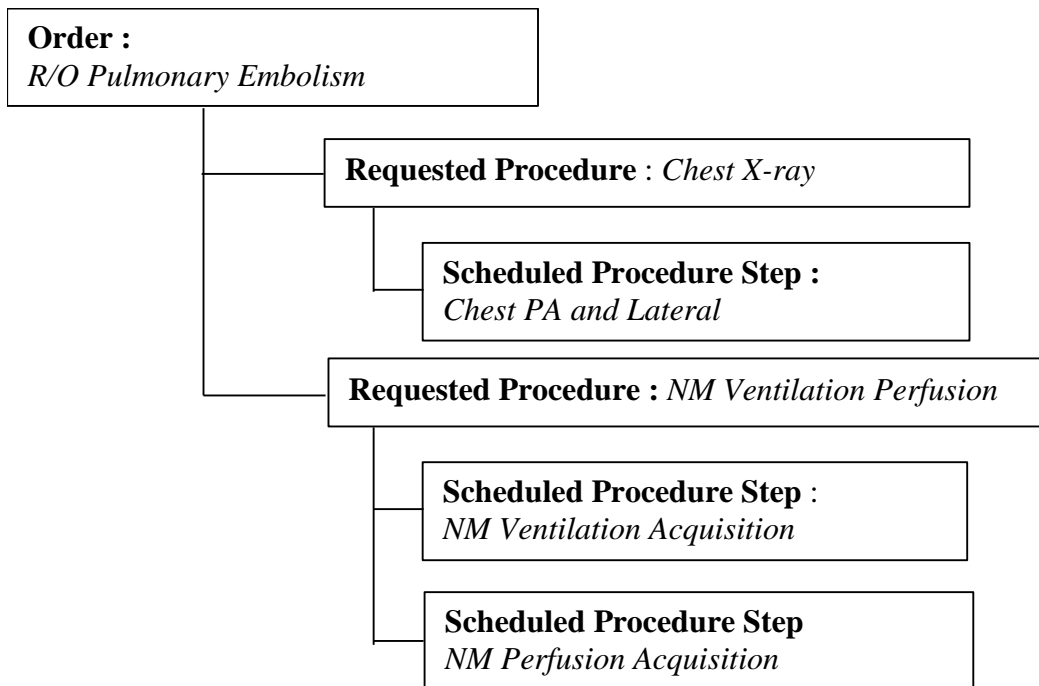 Order :
R/O Pulmonary Embolism
Requested Procedure : Chest X-ray
Scheduled Procedure Step :
Chest PA and Lateral
Requested Procedure : NM Ventilation Perfusion
Scheduled Procedure Step :
NM Ventilation Acquisition
Scheduled Procedure Step
NM Perfusion Acquisition